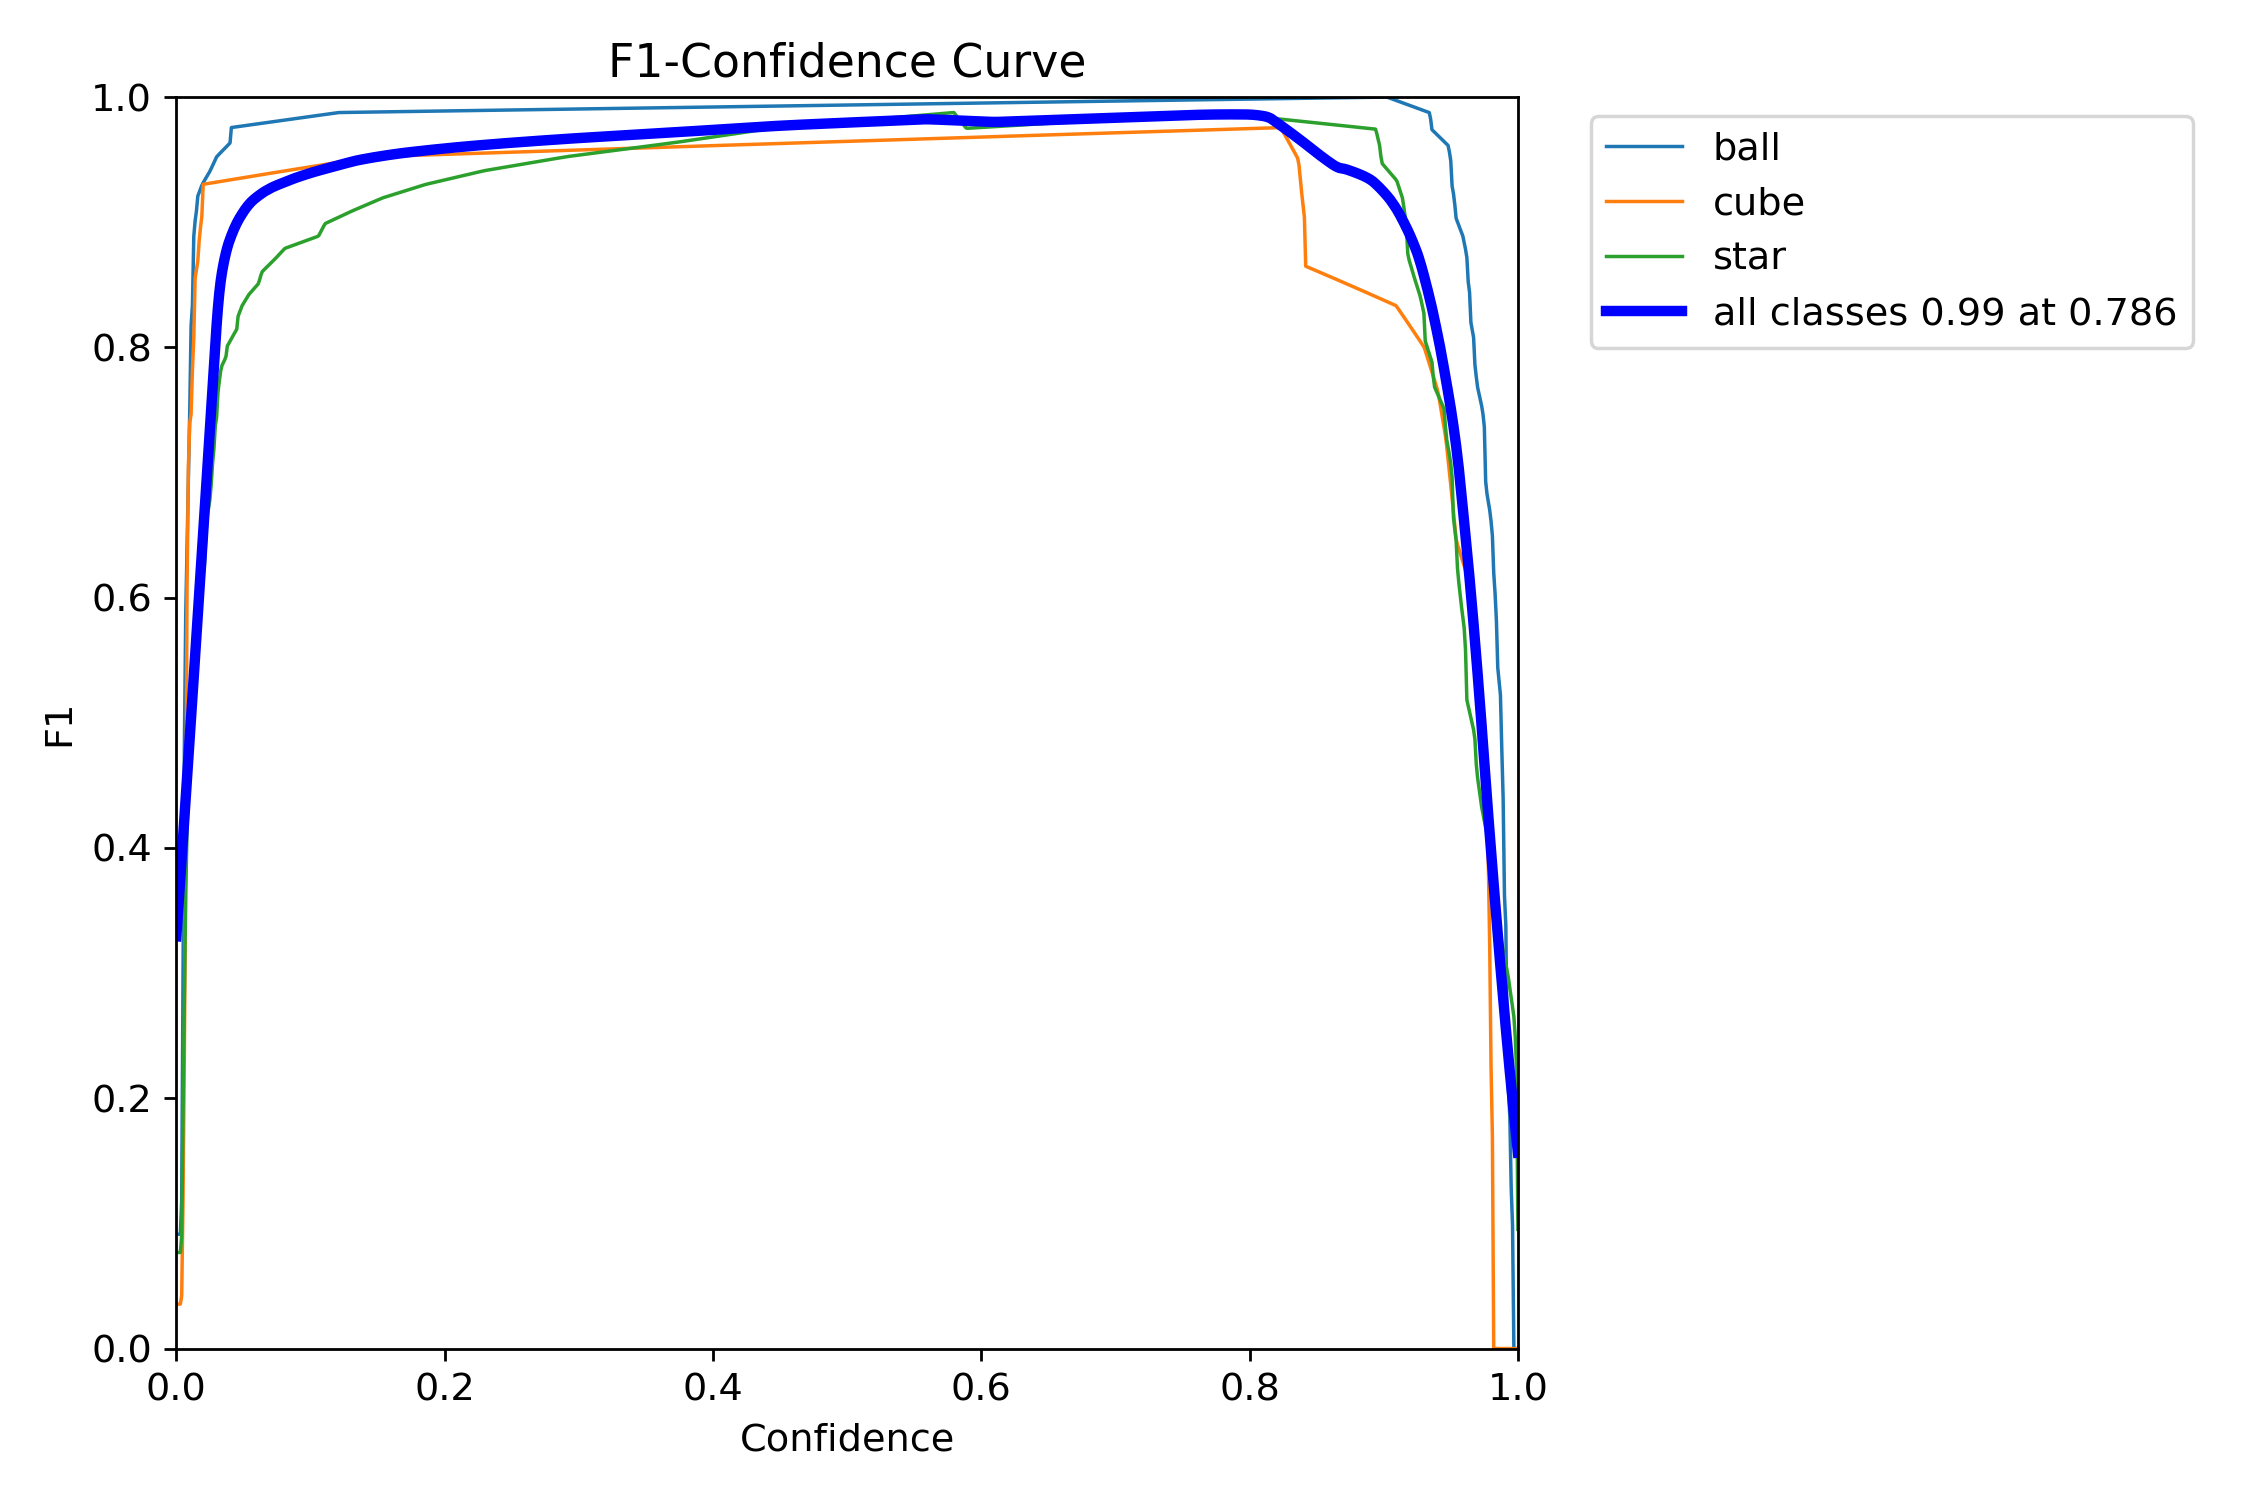 F1-Confidence Curve
1.0
0.8
0.6
0.4
0.2
0.0
F1
0.0 0.2 0.4 0.6 0.8 1.0
Confidence
ball
cube
star
all classes 0.99 at 0.786